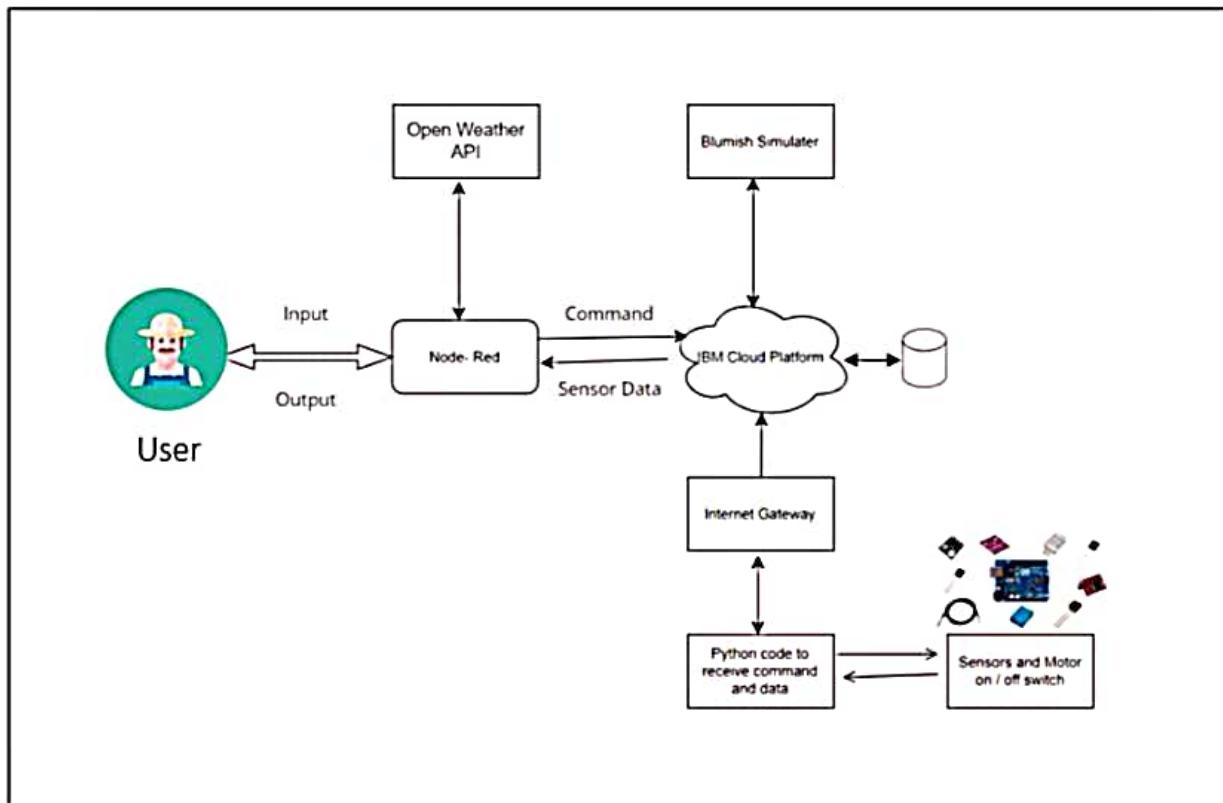 Open Weather
API
Blumish Simulater
Input
Command
Node- Red
IBM Cloud Platform
Output
Sensor Data
User
Internet Gateway
Python code to
receive command
and data
Sensors and Motor
on / off switch